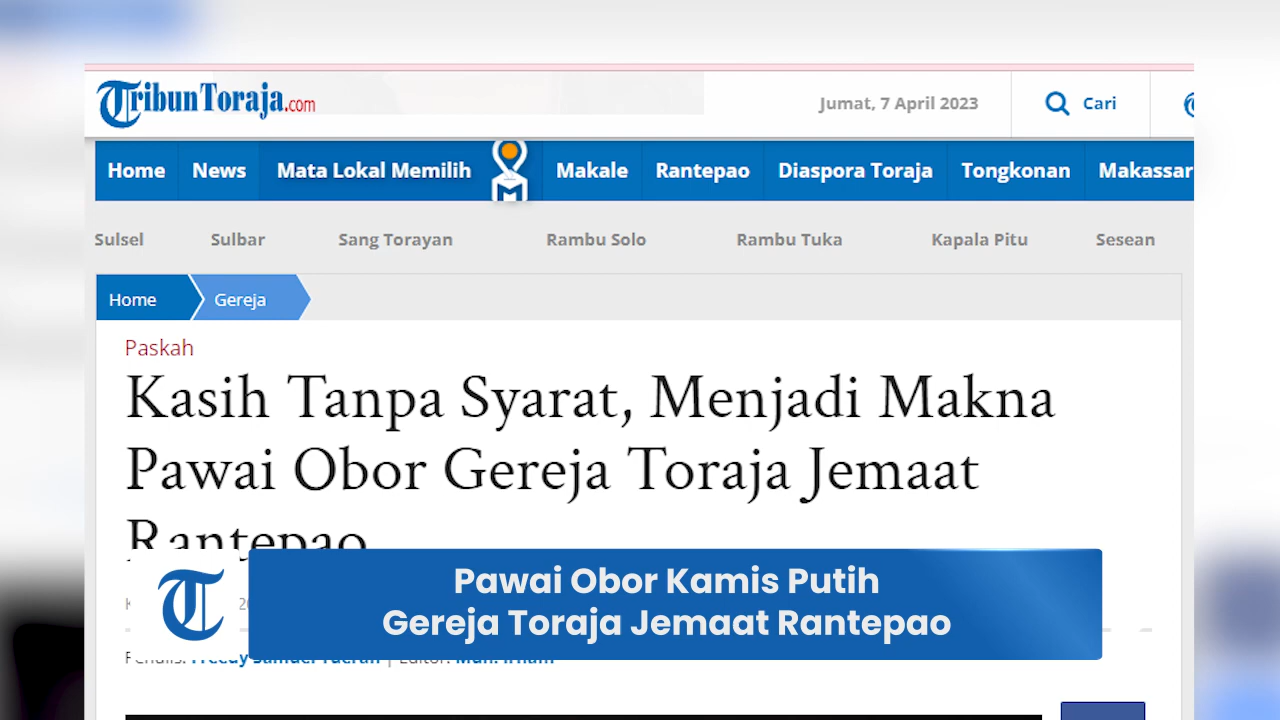 TribunToraja.com
Jumat, 7 April 2023
Cari
Home News Mata Lokal Memilih Makale Rantepao Diaspora Toraja Tongkonan Makassar
Sulsel Sulbar Sang Torayan Rambu Solo Rambu Tuka Kapala Pitu Sesean
Home Gereja
Paskah
Kasih Tanpa Syarat, Menjadi Makna
Pawai Obor Gereja Toraja Jemaat
Rantepao
Pawai Obor Kamis Putih
Gereja Toraja Jemaat Rantepao